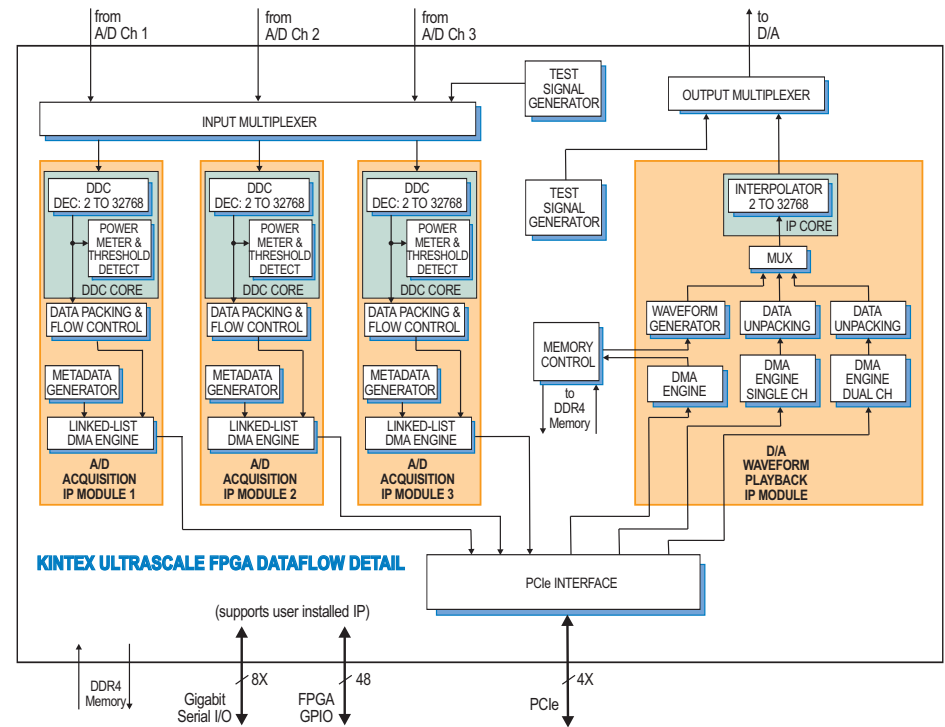 from
A/D Ch 1
from
A/D Ch 2
from
A/D Ch 3
to
D/A
TEST
SIGNAL
GENERATOR
OUTPUT MULTIPLEXER
INPUT MULTIPLEXER
DDC
DEC: 2 TO 32768
POWER
METER &
THRESHOLD
DETECT
DDC CORE
DATA PACKING &
FLOW CONTROL
METADATA
GENERATOR
LINKED-LIST
DMA ENGINE
A/D
ACQUISITION
IP MODULE 1
DDC
DEC: 2 TO 32768
POWER
METER &
THRESHOLD
DETECT
DDC CORE
DATA PACKING &
FLOW CONTROL
METADATA
GENERATOR
LINKED-LIST
DMA ENGINE
A/D
ACQUISITION
IP MODULE 2
DDC
DEC: 2 TO 32768
POWER
METER &
THRESHOLD
DETECT
DDC CORE
DATA PACKING &
FLOW CONTROL
METADATA
GENERATOR
LINKED-LIST
DMA ENGINE
A/D
ACQUISITION
IP MODULE 3
TEST
SIGNAL
GENERATOR
INTERPOLATOR
2 TO 32768
IP CORE
MUX
WAVEFORM
GENERATOR
DATA
UNPACKING
DATA
UNPACKING
MEMORY
CONTROL
to
DDR4
Memory
DMA
ENGINE
DMA
ENGINE
SINGLE CH
DMA
ENGINE
DUAL CH
D/A
WAVEFORM
PLAYBACK
IP MODULE
KINTEX ULTRASCALE FPGA DATAFLOW DETAIL
PCIe INTERFACE
(supports user installed IP)
DDR4
Memory
8X
Gigabit
Serial I/O
48
FPGA
GPIO
4X
PCIe